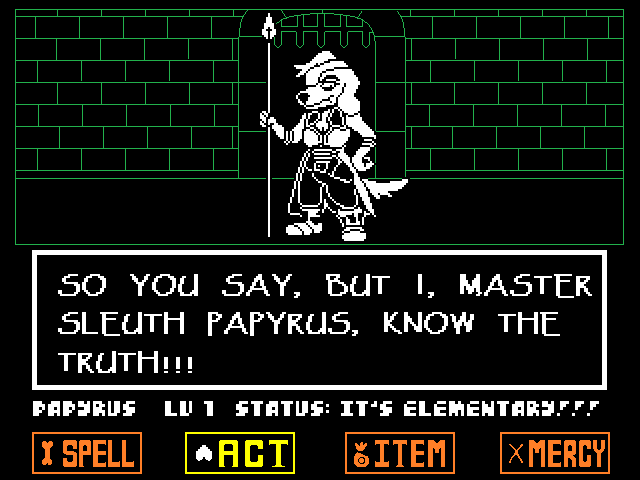 SO YOU SAY, BUT I, MASTER
SLEUTH PAPYRUS, KNOW THE
TRUTH!!!
PAPYRUS LV 1 STATUS: IT'S ELEMENTARY!!!
SPELL ACT ITEM MERCY